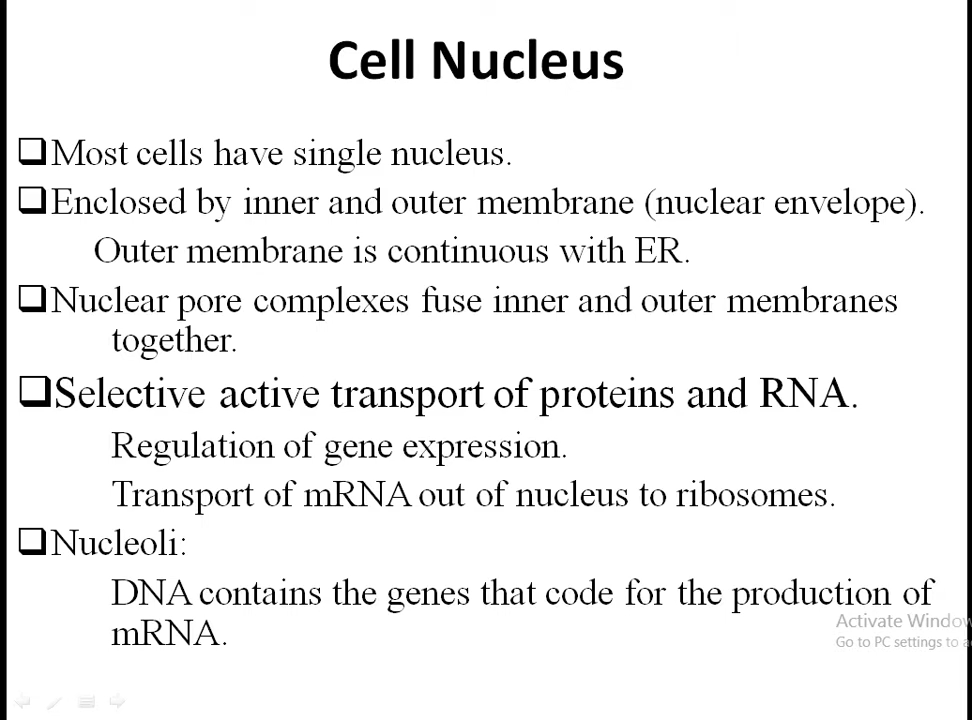 Cell Nucleus
❑Most cells have single nucleus.
❑Enclosed by inner and outer membrane (nuclear envelope).
Outer membrane is continuous with ER.
❑Nuclear pore complexes fuse inner and outer membranes
together.
❑Selective active transport of proteins and RNA.
Regulation of gene expression.
Transport of mRNA out of nucleus to ribosomes.
❑Nucleoli:
DNA contains the genes that code for the production of
mRNA.
Activate Window
Go to PC settings to a